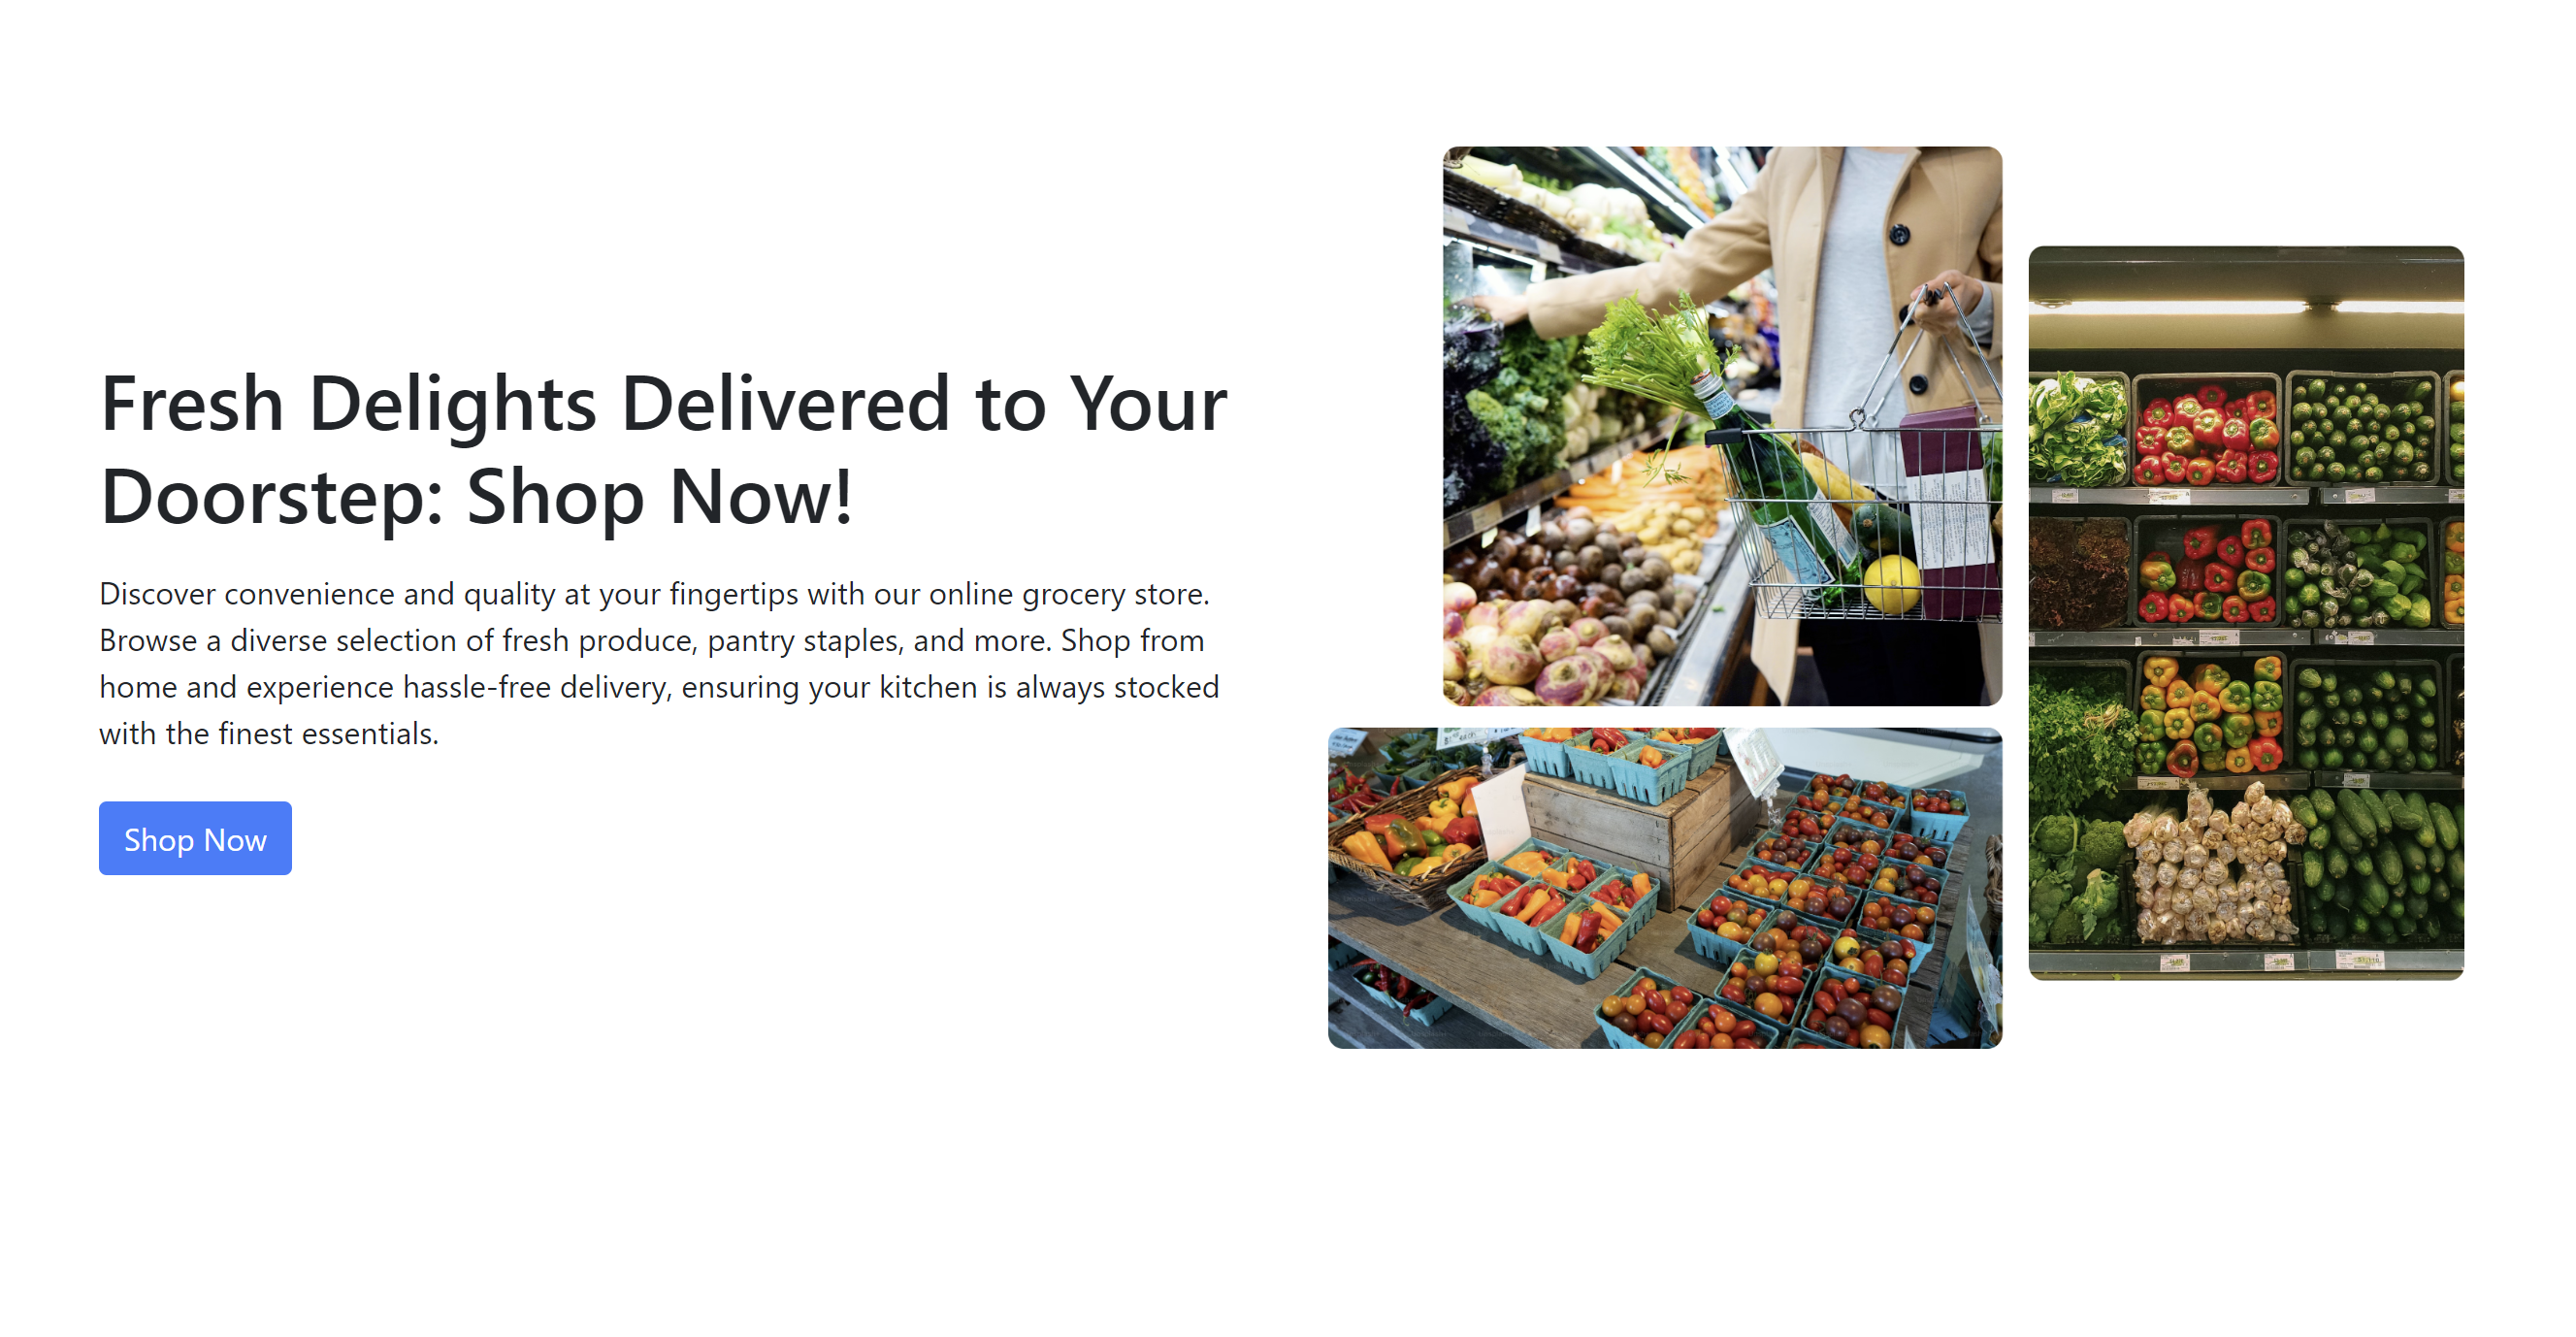 Fresh Delights Delivered to Your
Doorstep: Shop Now!
Discover convenience and quality at your fingertips with our online grocery store.
Browse a diverse selection of fresh produce, pantry staples, and more. Shop from
home and experience hassle-free delivery, ensuring your kitchen is always stocked
with the finest essentials.
Shop Now